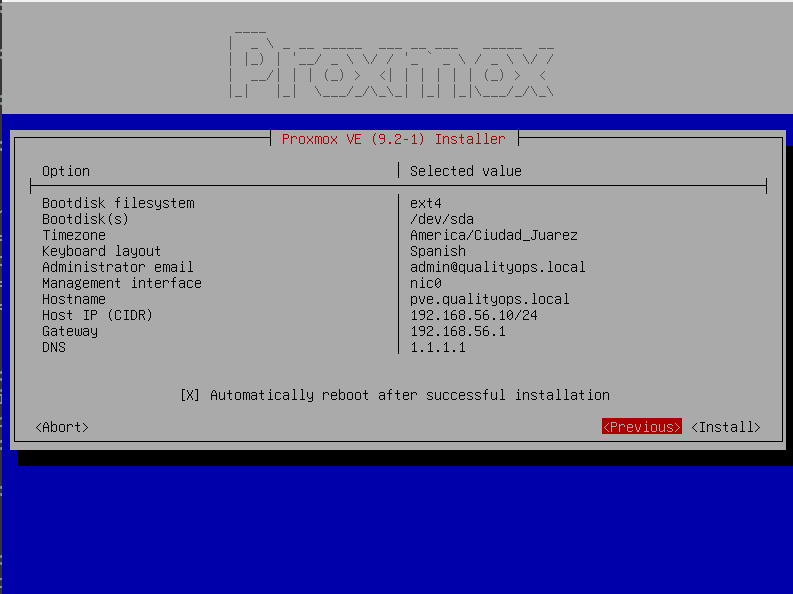 Proxmox
Proxmox VE (9.2-1) Installer
Option Selected value
Bootdisk filesystem ext4
Bootdisk(s) /dev/sda
Timezone America/Ciudad_Juarez
Keyboard layout Spanish
Administrator email admin@qualityops.local
Management interface nic0
Hostname pve.qualityops.local
Host IP (CIDR) 192.168.56.10/24
Gateway 192.168.56.1
DNS 1.1.1.1
[X] Automatically reboot after successful installation
<Abort> <Previous> <Install>